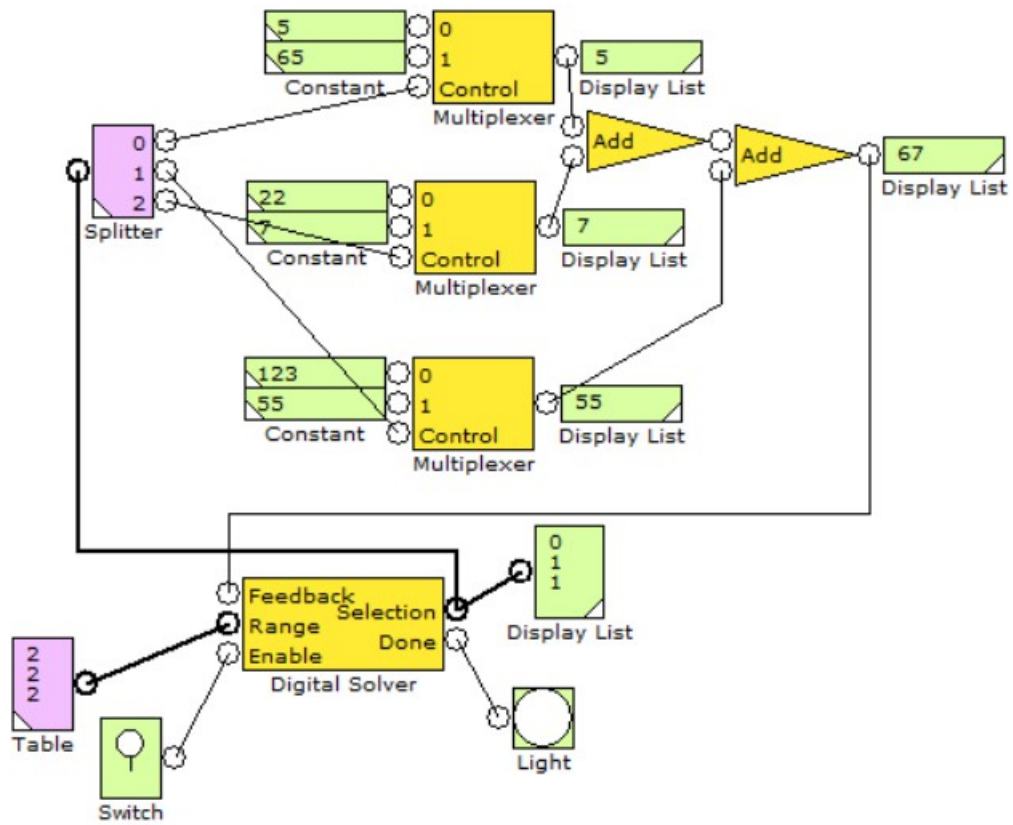 5
0
65
1
5
Constant
Control
Display List
Multiplexer
0
1
2
Splitter
Add
Add
67
Display List
22
0
7
1
7
Constant
Control
Display List
Multiplexer
123
0
55
1
55
Constant
Control
Display List
Multiplexer
0
1
1
Display List
Feedback
Selection
Range
Done
Enable
Digital Solver
2
2
2
Table
Switch
Light